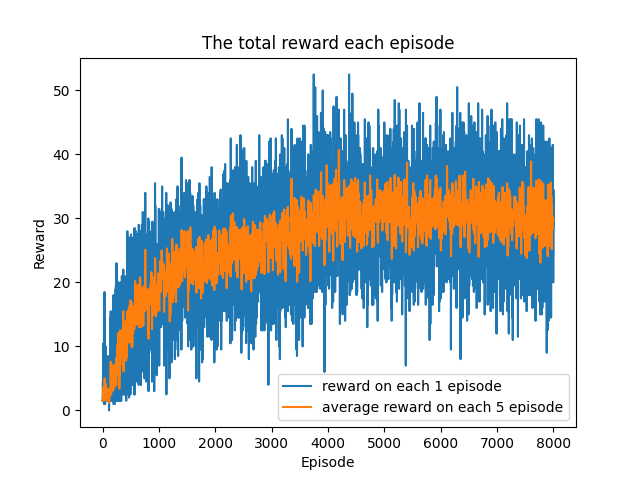 The total reward each episode
50
40
30
20
10
0
Reward
reward on each 1 episode
average reward on each 5 episode
0 1000 2000 3000 4000 5000 6000 7000 8000
Episode